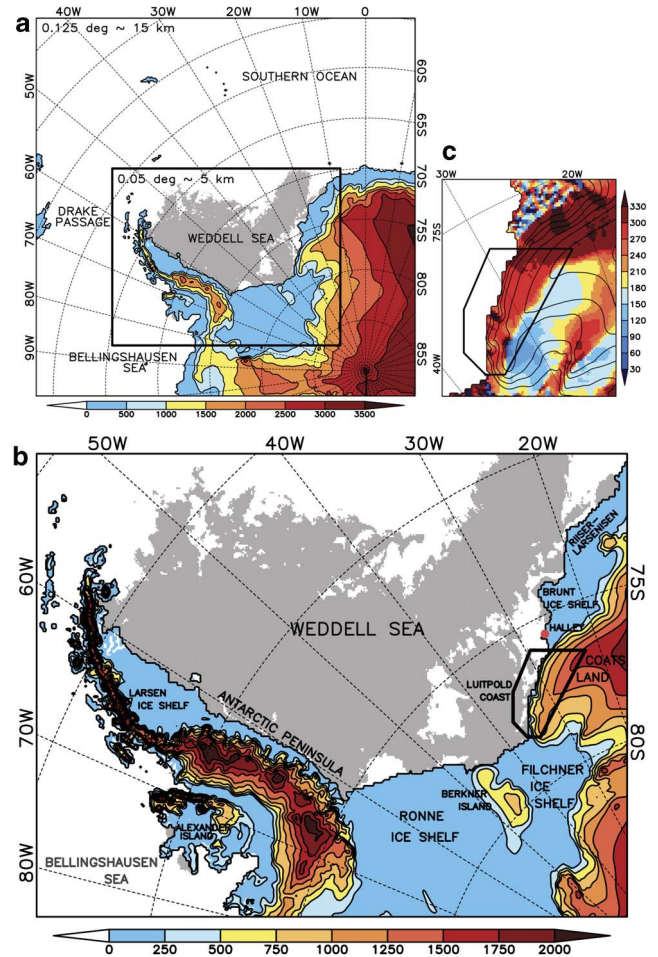 a
40W 30W 20W 10W 0 10E
0.125 deg ~ 15 km
SOUTHERN OCEAN
50W
60S
65S
60W
70S
0.05 deg ~ 5 km
DRAKE
PASSAGE
WEDDELL SEA
70W
75S
80W
80S
90W
BELLINGSHAUSEN
SEA
85S
0 500 1000 1500 2000 2500 3000 3500
c
30W 20W
75S
40W
330
300
270
240
210
180
150
120
90
60
30
b
50W 40W 30W 20W
RIISER-
LARSENISEN
75S
60W
BRUNT
ICE SHELF
WEDDELL SEA
HALLEY
COATS
LAND
LUITPOLD
COAST
LARSEN
ICE SHELF
ANTARCTIC PENINSULA
70W
80S
FILCHNER
ICE
SHELF
BERKNER
ISLAND
RONNE
ICE SHELF
ALEXANDER
ISLAND
80W
BELLINGSHAUSEN
SEA
0 250 500 750 1000 1250 1500 1750 2000